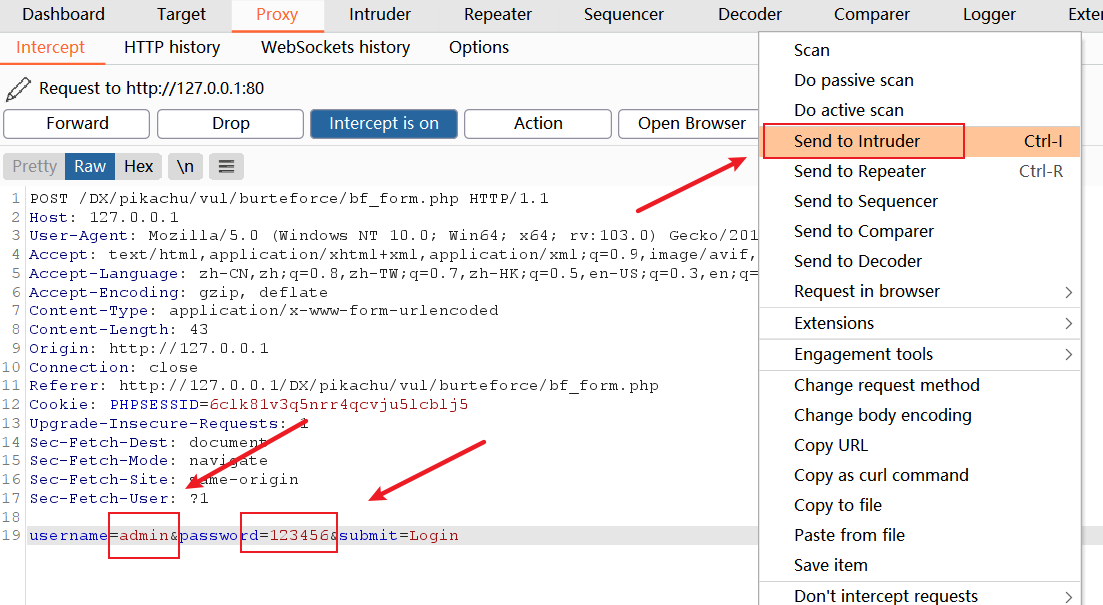 Dashboard Target Proxy Intruder Repeater Sequencer Decoder Comparer Logger Exter
Intercept HTTP history WebSockets history Options
Request to http://127.0.0.1:80
Forward Drop Intercept is on Action Open Browser
Pretty Raw Hex \n
1 POST /DX/pikachu/vul/burteforce/bf_form.php HTTP/1.1
2 Host: 127.0.0.1
3 User-Agent: Mozilla/5.0 (Windows NT 10.0; Win64; x64; rv:103.0) Gecko/201
4 Accept: text/html,application/xhtml+xml,application/xml;q=0.9,image/avif,
5 Accept-Language: zh-CN,zh;q=0.8,zh-TW;q=0.7,zh-HK;q=0.5,en-US;q=0.3,en;q=
6 Accept-Encoding: gzip, deflate
7 Content-Type: application/x-www-form-urlencoded
8 Content-Length: 43
9 Origin: http://127.0.0.1
10 Connection: close
11 Referer: http://127.0.0.1/DX/pikachu/vul/burteforce/bf_form.php
12 Cookie: PHPSESSID=6clk81v3q5nrr4qcvju5lcblj5
13 Upgrade-Insecure-Requests: 1
14 Sec-Fetch-Dest: document
15 Sec-Fetch-Mode: navigate
16 Sec-Fetch-Site: same-origin
17 Sec-Fetch-User: ?1
18
19 username=admin&password=123456&submit=Login
Scan
Do passive scan
Do active scan
Send to Intruder Ctrl-I
Send to Repeater Ctrl-R
Send to Sequencer
Send to Comparer
Send to Decoder
Request in browser
Extensions
Engagement tools
Change request method
Change body encoding
Copy URL
Copy as curl command
Copy to file
Paste from file
Save item
Don't intercept requests